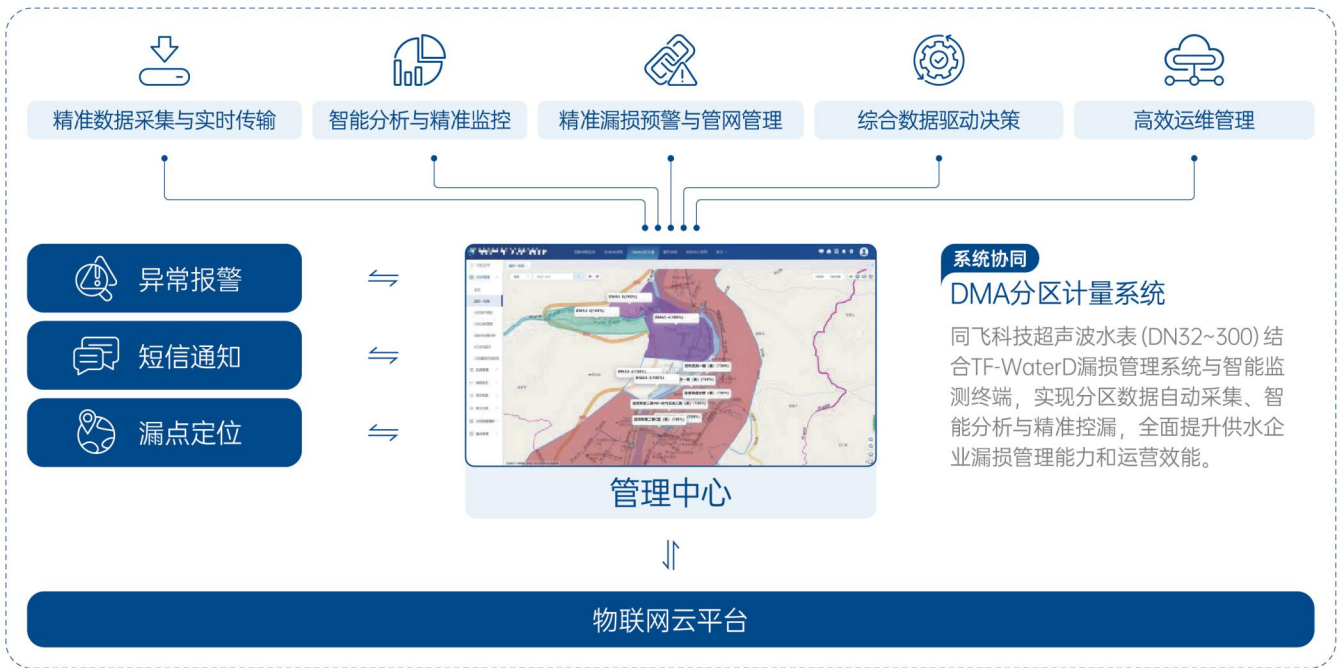 精准数据采集与实时传输
智能分析与精准监控
精准漏损预警与管网管理
综合数据驱动决策
高效运维管理
异常报警
短信通知
漏点定位
管理中心
系统协同
DMA分区计量系统
同飞科技超声波水表(DN32~300)结
合TF-WaterD漏损管理系统与智能监
测终端，实现分区数据自动采集、智
能分析与精准控漏，全面提升供水企
业漏损管理能力和运营效能。
物联网云平台